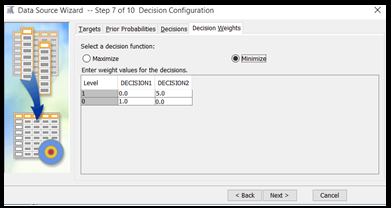 Data Source Wizard -- Step 7 of 10 Decision Configuration
Targets Prior Probabilities Decisions Decision Weights
Select a decision function:
Maximize Minimize
Enter weight values for the decisions.
Level DECISION1 DECISION2
1 0.0 5.0
0 1.0 0.0
< Back Next > Cancel